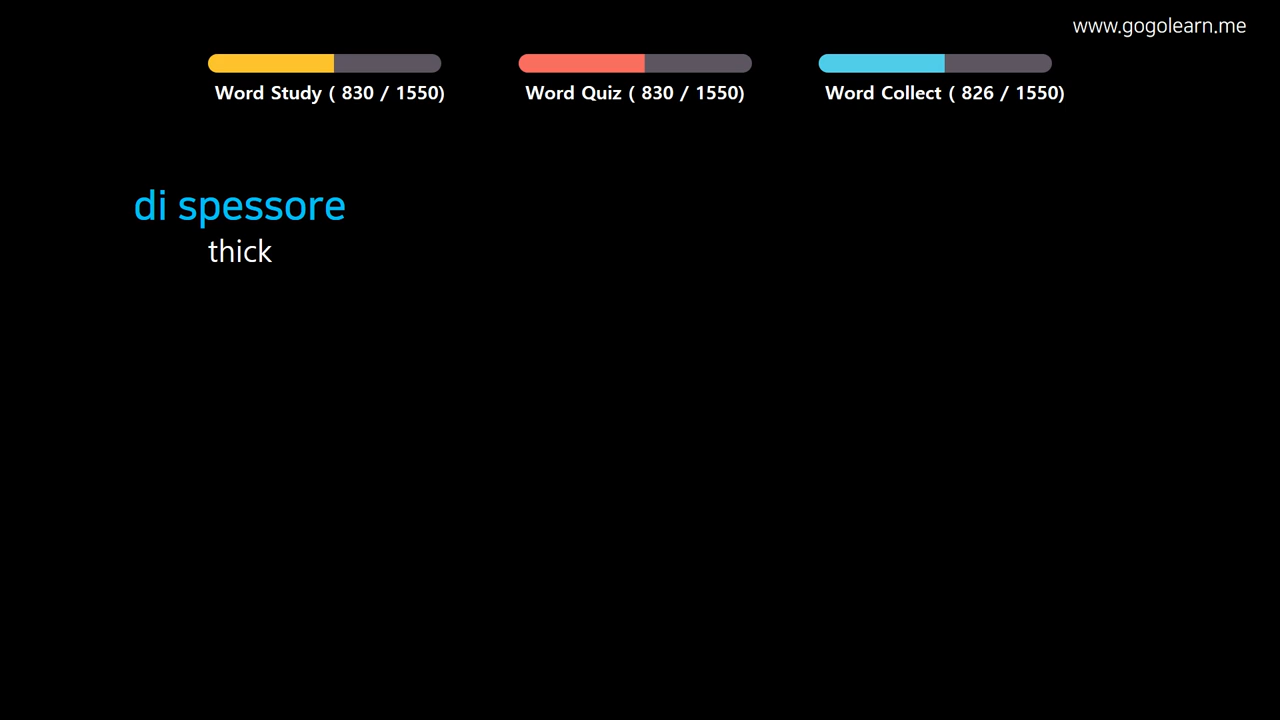 www.gogolearn.me
Word Study ( 830 / 1550)
Word Quiz ( 830 / 1550)
Word Collect ( 826 / 1550)
di spessore
thick